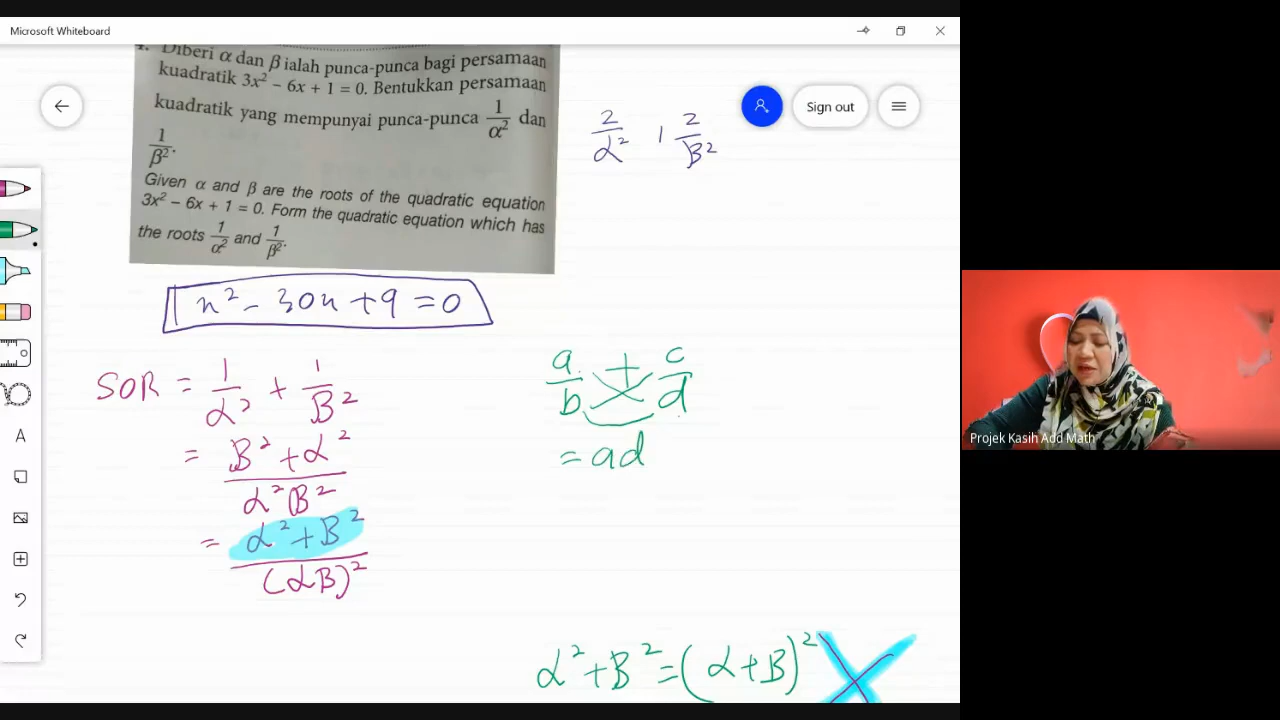 Microsoft Whiteboard
Sign out
Diberi α dan β ialah punca-punca bagi persamaan
kuadratik 3x² − 6x + 1 = 0. Bentukkan persamaan
kuadratik yang mempunyai punca-punca 1/α² dan
1/β².
Given α and β are the roots of the quadratic equation
3x² − 6x + 1 = 0. Form the quadratic equation which has
the roots 1/α² and 1/β².
2/α² , 2/β²
x² − 30x + 9 = 0
SOR = 1/α² + 1/β²
= β² + α² / α²β²
= α² + β² / (αβ)²
a/b + c/d
= ad
α² + β² = (α + β)²
A
Projek Kasih Add Math